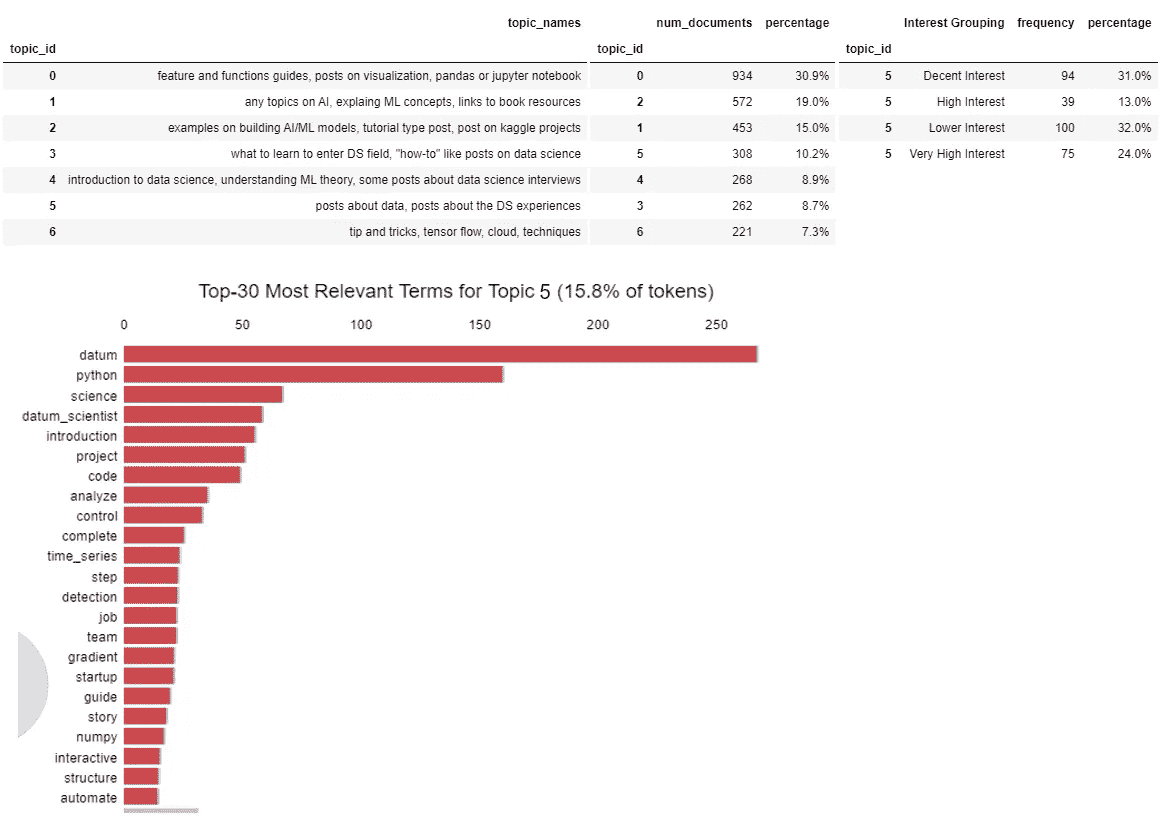 topic_names num_documents percentage Interest Grouping frequency percentage
topic_id topic_id topic_id
0 feature and functions guides, posts on visualization, pandas or jupyter notebook 0 934 30.9% 5 Decent Interest 94 31.0%
1 any topics on AI, explaing ML concepts, links to book resources 2 572 19.0% 5 High Interest 39 13.0%
2 examples on building AI/ML models, tutorial type post, post on kaggle projects 1 453 15.0% 5 Lower Interest 100 32.0%
3 what to learn to enter DS field, "how-to" like posts on data science 5 308 10.2% 5 Very High Interest 75 24.0%
4 introduction to data science, understanding ML theory, some posts about data science interviews 4 268 8.9%
5 posts about data, posts about the DS experiences 3 262 8.7%
6 tip and tricks, tensor flow, cloud, techniques 6 221 7.3%
Top-30 Most Relevant Terms for Topic 5 (15.8% of tokens)
0 50 100 150 200 250
datum
python
science
datum_scientist
introduction
project
code
analyze
control
complete
time_series
step
detection
job
team
gradient
startup
guide
story
numpy
interactive
structure
automate